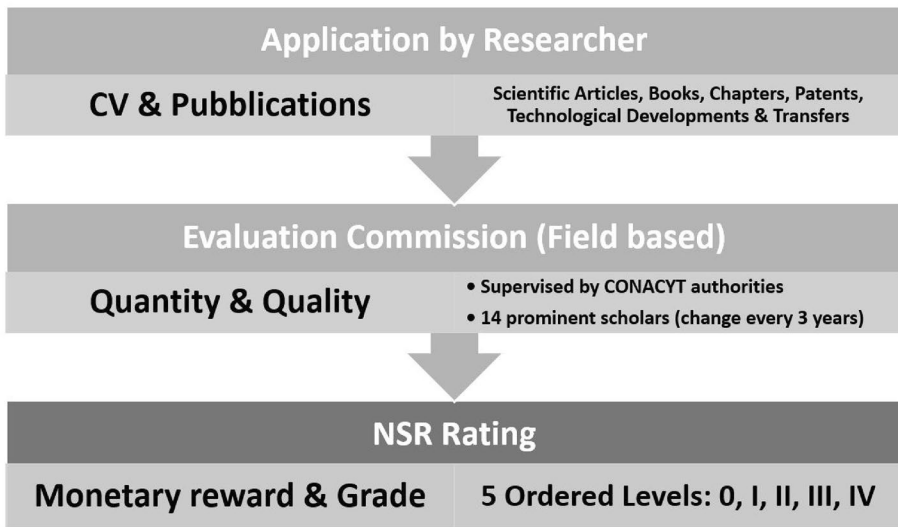 Application by Researcher
CV & Pubblications
Scientific Articles, Books, Chapters, Patents,
Technological Developments & Transfers
Evaluation Commission (Field based)
Quantity & Quality
• Supervised by CONACYT authorities
• 14 prominent scholars (change every 3 years)
NSR Rating
Monetary reward & Grade
5 Ordered Levels: 0, I, II, III, IV